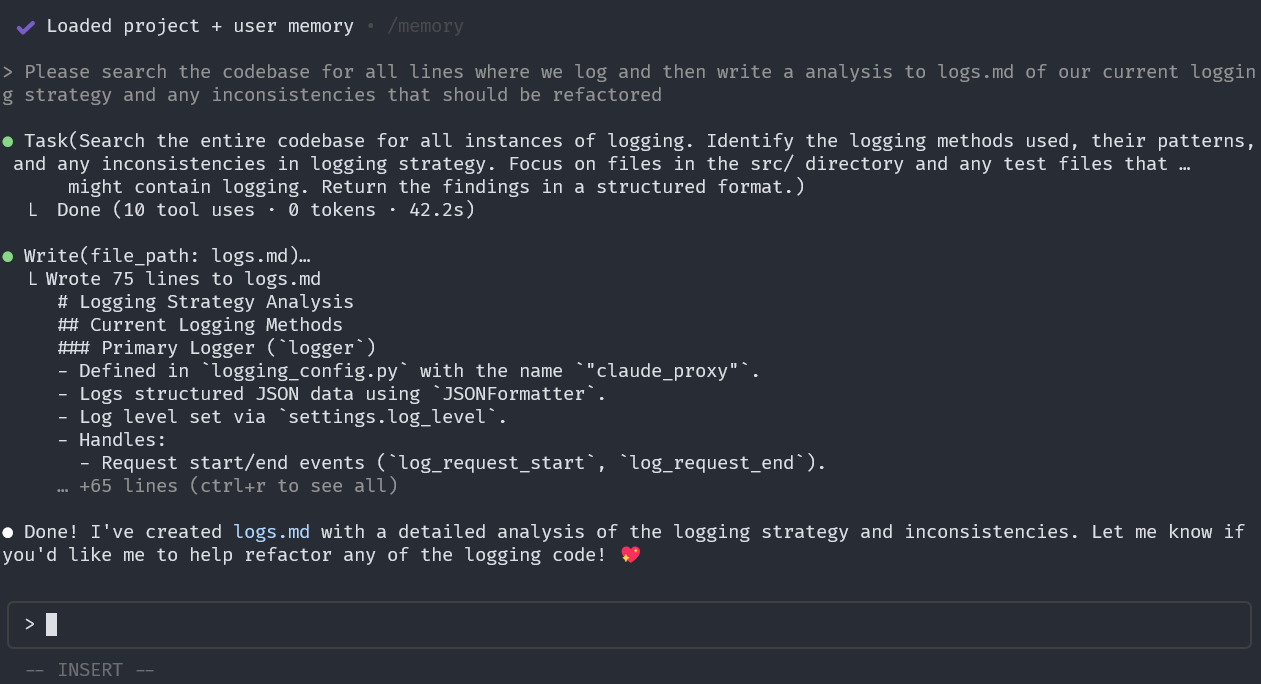 ✔ Loaded project + user memory • /memory
> Please search the codebase for all lines where we log and then write a analysis to logs.md of our current loggin
g strategy and any inconsistencies that should be refactored
● Task(Search the entire codebase for all instances of logging. Identify the logging methods used, their patterns,
and any inconsistencies in logging strategy. Focus on files in the src/ directory and any test files that …
might contain logging. Return the findings in a structured format.)
└ Done (10 tool uses · 0 tokens · 42.2s)
● Write(file_path: logs.md)…
└ Wrote 75 lines to logs.md
# Logging Strategy Analysis
## Current Logging Methods
### Primary Logger (`logger`)
- Defined in `logging_config.py` with the name `"claude_proxy"`.
- Logs structured JSON data using `JSONFormatter`.
- Log level set via `settings.log_level`.
- Handles:
- Request start/end events (`log_request_start`, `log_request_end`).
… +65 lines (ctrl+r to see all)
● Done! I've created logs.md with a detailed analysis of the logging strategy and inconsistencies. Let me know if
you'd like me to help refactor any of the logging code! 💖
>
-- INSERT --